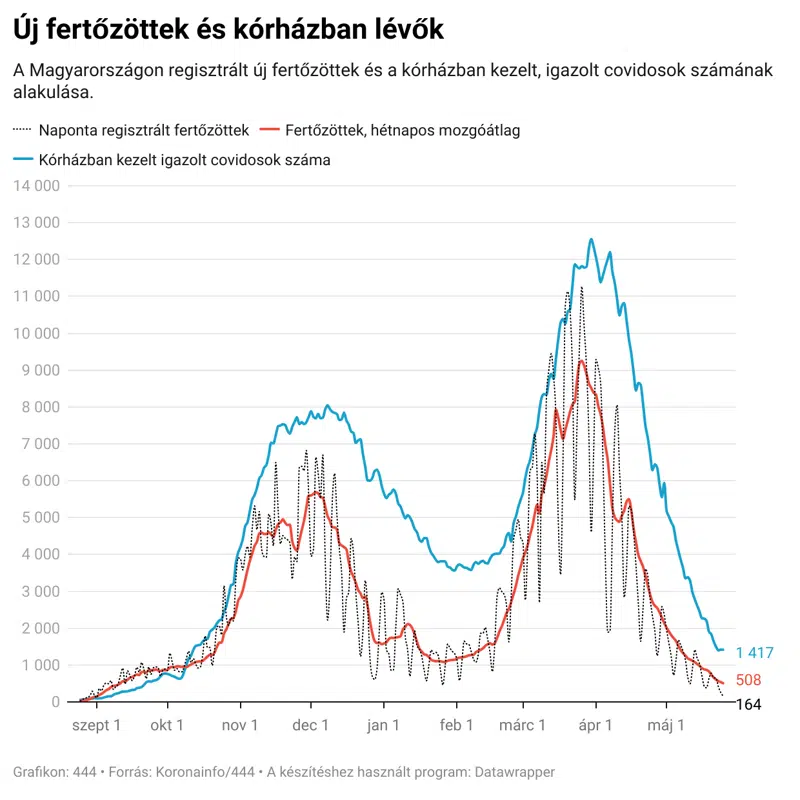 Új fertőzöttek és kórházban lévők
A Magyarországon regisztrált új fertőzöttek és a kórházban kezelt, igazolt covidosok számának
alakulása.
Naponta regisztrált fertőzöttek Fertőzöttek, hétnapos mozgóátlag
Kórházban kezelt igazolt covidosok száma
14 000
13 000
12 000
11 000
10 000
9 000
8 000
7 000
6 000
5 000
4 000
3 000
2 000
1 000
0
1 417
508
164
szept 1 okt 1 nov 1 dec 1 jan 1 feb 1 márc 1 ápr 1 máj 1
Grafikon: 444 • Forrás: Koronainfo/444 • A készítéshez használt program: Datawrapper